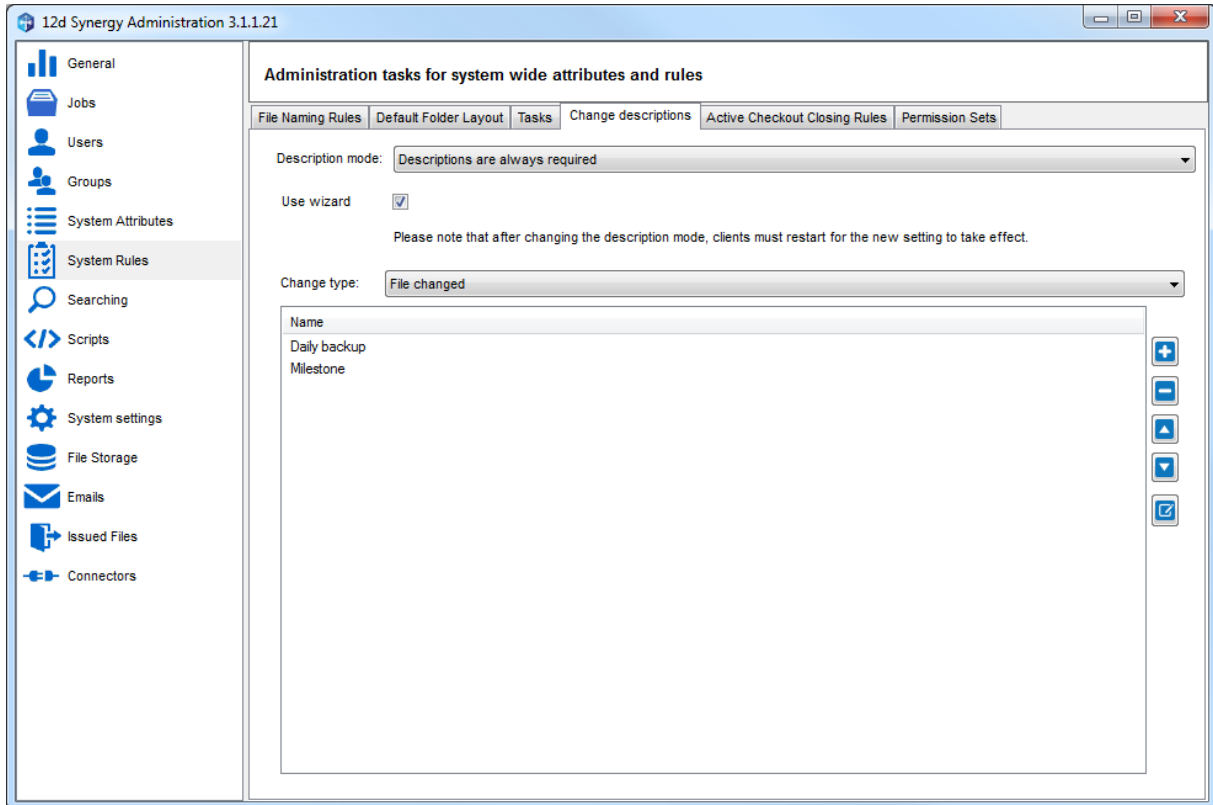 12d Synergy Administration 3.1.1.21
General
Jobs
Users
Groups
System Attributes
System Rules
Searching
Scripts
Reports
System settings
File Storage
Emails
Issued Files
Connectors
Administration tasks for system wide attributes and rules
File Naming Rules Default Folder Layout Tasks Change descriptions Active Checkout Closing Rules Permission Sets
Description mode: Descriptions are always required
Use wizard
Please note that after changing the description mode, clients must restart for the new setting to take effect.
Change type: File changed
Name
Daily backup
Milestone